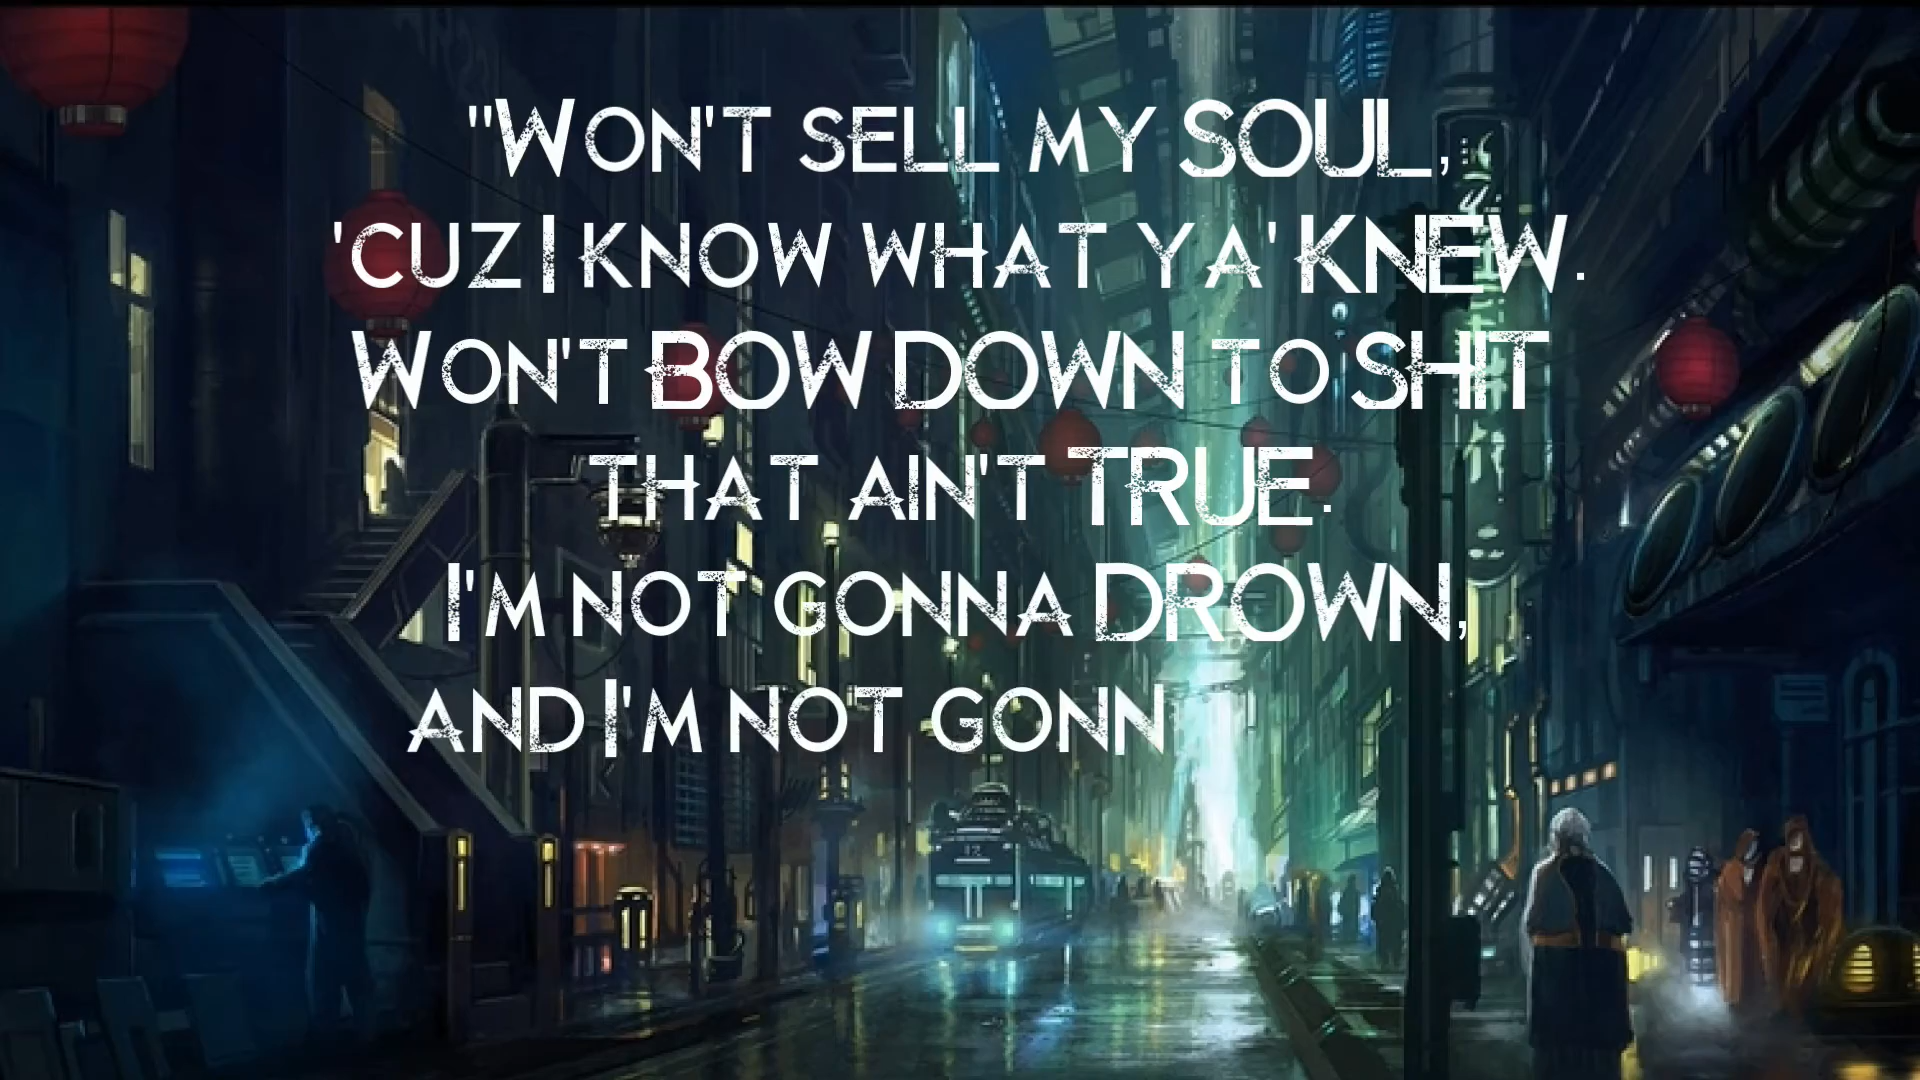 "WON'T SELL MY SOUL,
'CUZ I KNOW WHAT YA' KNEW.
WON'T BOW DOWN TO SHIT
THAT AIN'T TRUE.
I'M NOT GONNA DROWN,
AND I'M NOT GONN
12